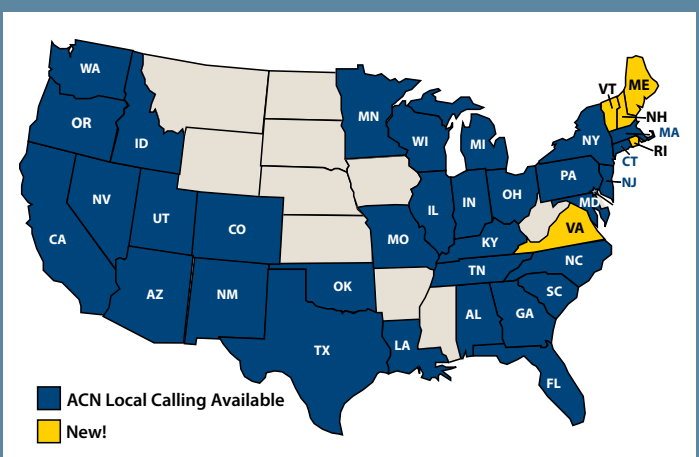 WA
OR
ID
MN
WI
MI
NY
VT
ME
NH
MA
RI
CT
NJ
PA
MD
NV
UT
CO
CA
IL
IN
OH
VA
MO
KY
NC
TN
AZ
NM
OK
SC
AL
GA
TX
LA
FL
ACN Local Calling Available
New!